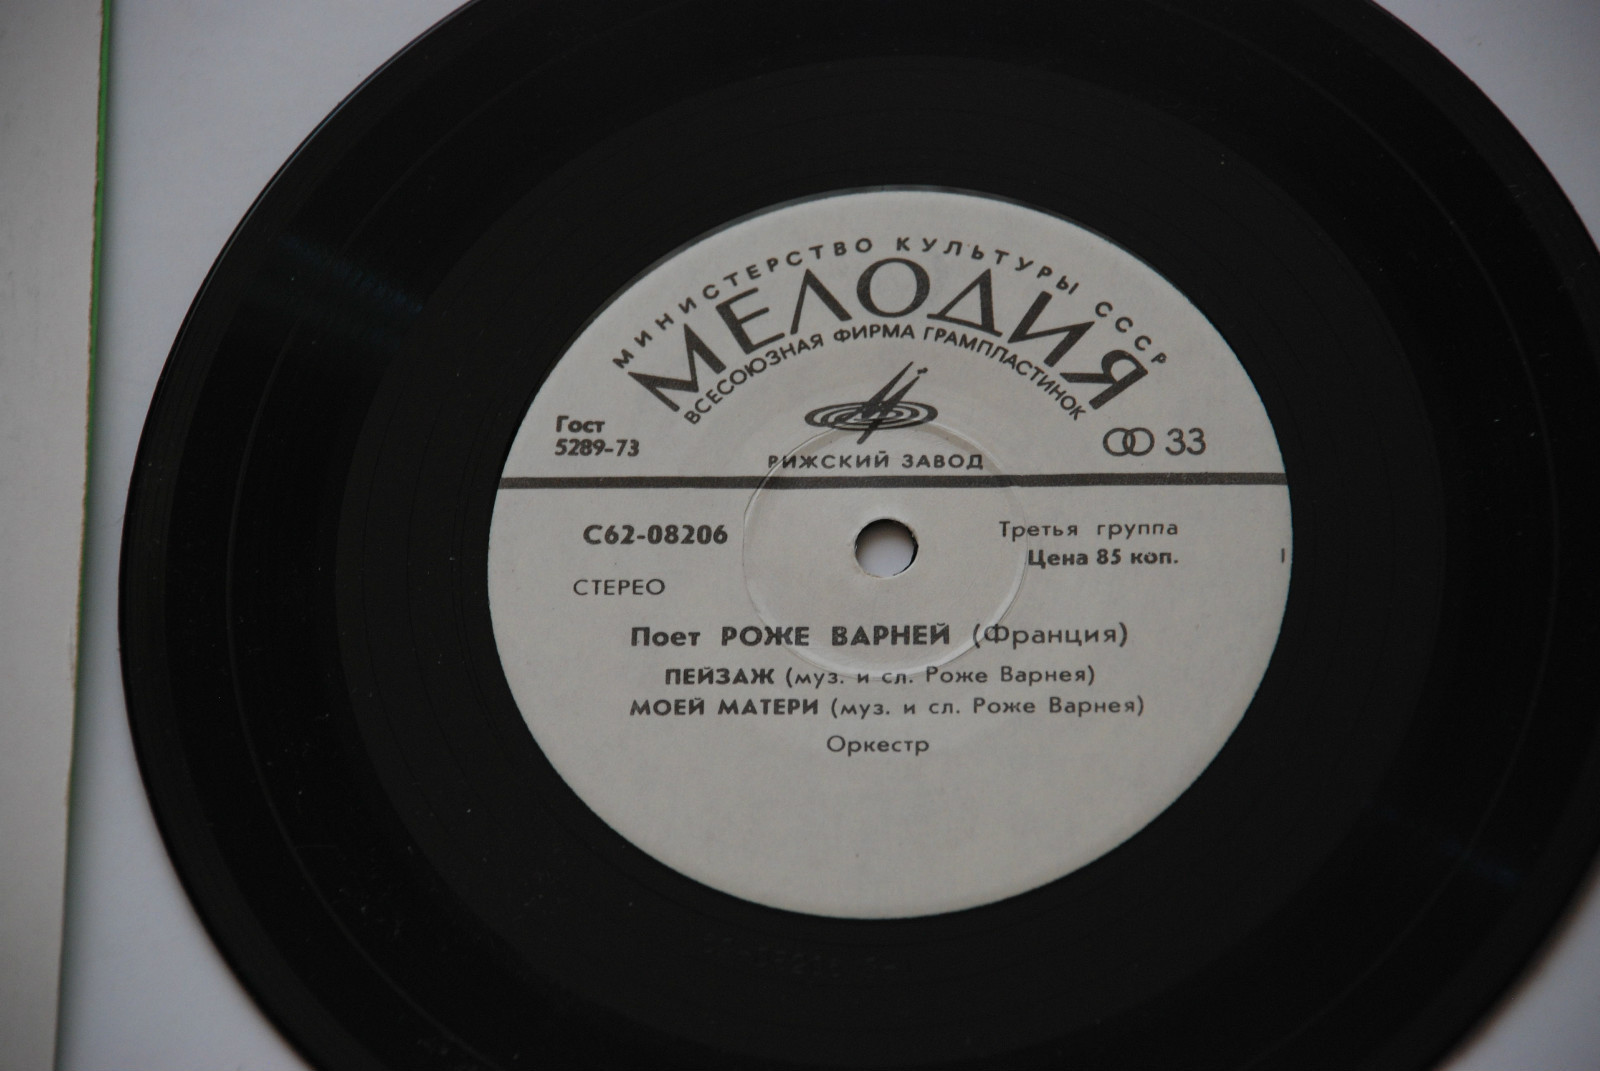 МИНИСТЕРСТВО КУЛЬТУРЫ СССР
МЕЛОДИЯ
ВСЕСОЮЗНАЯ ФИРМА ГРАМПЛАСТИНОК
Гост
5289-73
33
РИЖСКИЙ ЗАВОД
С62-08206
Третья группа
Цена 85 коп.
СТЕРЕО
Поет РОЖЕ ВАРНЕЙ (Франция)
ПЕЙЗАЖ (муз. и сл. Роже Варнея)
МОЕЙ МАТЕРИ (муз. и сл. Роже Варнея)
Оркестр